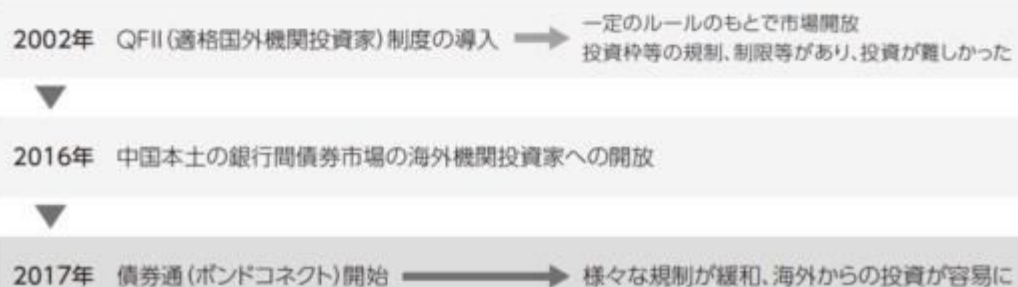 2002年 QFII(適格国外機関投資家)制度の導入
一定のルールのもとで市場開放
投資枠等の規制、制限等があり、投資が難しかった
2016年 中国本土の銀行間債券市場の海外機関投資家への開放
2017年 債券通(ボンドコネクト)開始
様々な規制が緩和、海外からの投資が容易に